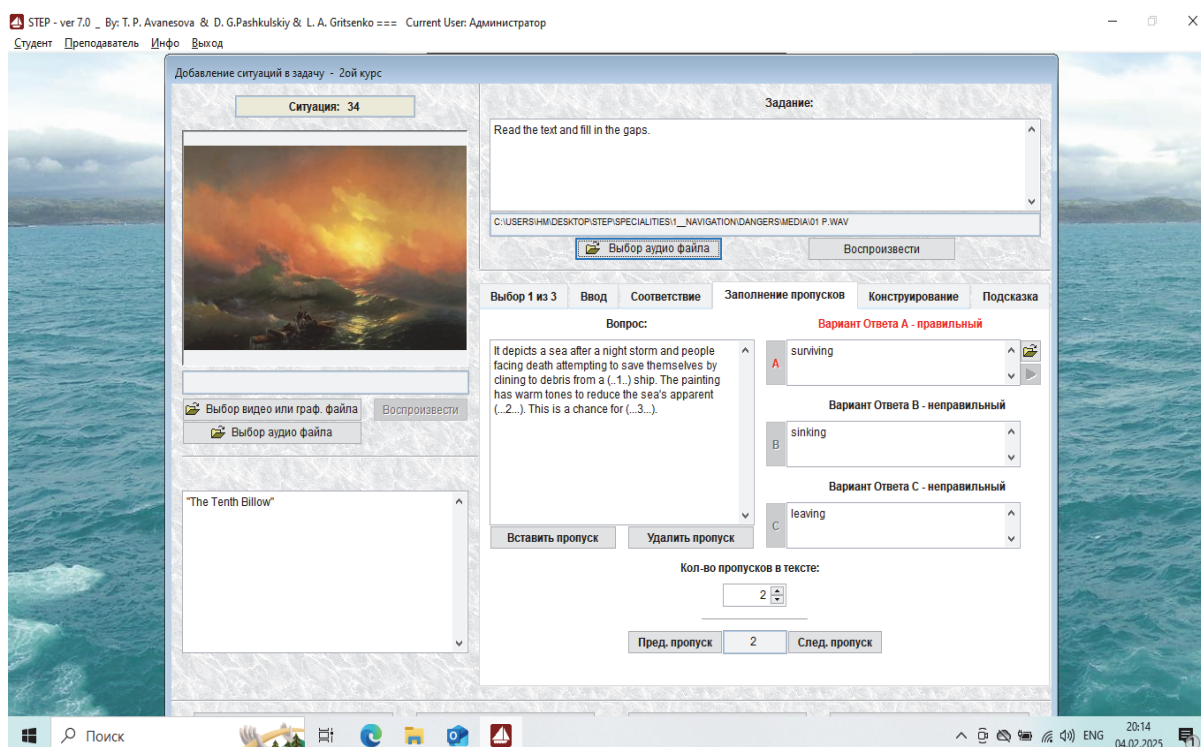 STEP - ver 7.0 _ By: T. P. Avanesova & D. G.Pashkulskiy & L. A. Gritsenko === Current User: Администратор
Студент Преподаватель Инфо Выход
Добавление ситуаций в задачу - 2ой курс
Ситуация: 34
Задание:
Read the text and fill in the gaps.
C:\USERS\HM\DESKTOP\STEP\SPECIALITIES\1__NAVIGATION\DANGERS\MEDIA\01 P.WAV
Выбор аудио файла
Воспроизвести
Выбор 1 из 3 Ввод Соответствие Заполнение пропусков Конструирование Подсказка
Вопрос:
It depicts a sea after a night storm and people
facing death attempting to save themselves by
clining to debris from a (..1..) ship. The painting
has warm tones to reduce the sea's apparent
(...2...). This is a chance for (...3...).
Вставить пропуск
Удалить пропуск
Вариант Ответа А - правильный
A
surviving
Вариант Ответа B - неправильный
B
sinking
Вариант Ответа C - неправильный
C
leaving
Кол-во пропусков в тексте:
2
Пред. пропуск
2
След. пропуск
Выбор видео или граф. файла
Воспроизвести
Выбор аудио файла
"The Tenth Billow"
Поиск
ENG
20:14
04.02.2025
1